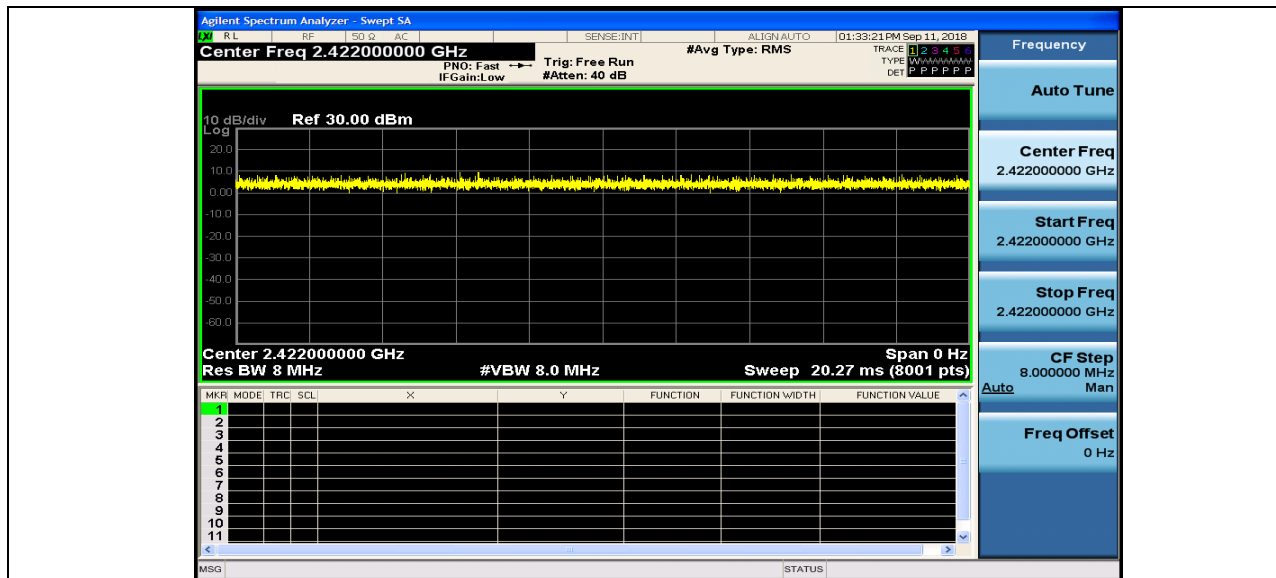 Agilent Spectrum Analyzer - Swept SA
LXI RL RF 50 Ω AC SENSE:INT ALIGN AUTO 01:33:21 PM Sep 11, 2018
Center Freq 2.422000000 GHz #Avg Type: RMS TRACE 1 2 3 4 5 6
PNO: Fast Trig: Free Run TYPE WWWWWW
IFGain:Low #Atten: 40 dB DET P P P P P P
10 dB/div Ref 30.00 dBm
Log
20.0
10.0
0.00
-10.0
-20.0
-30.0
-40.0
-50.0
-60.0
Center 2.422000000 GHz Span 0 Hz
Res BW 8 MHz #VBW 8.0 MHz Sweep 20.27 ms (8001 pts)
MKR MODE TRC SCL X Y FUNCTION FUNCTION WIDTH FUNCTION VALUE
1
2
3
4
5
6
7
8
9
10
11
MSG STATUS
Frequency
Auto Tune
Center Freq
2.422000000 GHz
Start Freq
2.422000000 GHz
Stop Freq
2.422000000 GHz
CF Step
8.000000 MHz
Auto Man
Freq Offset
0 Hz